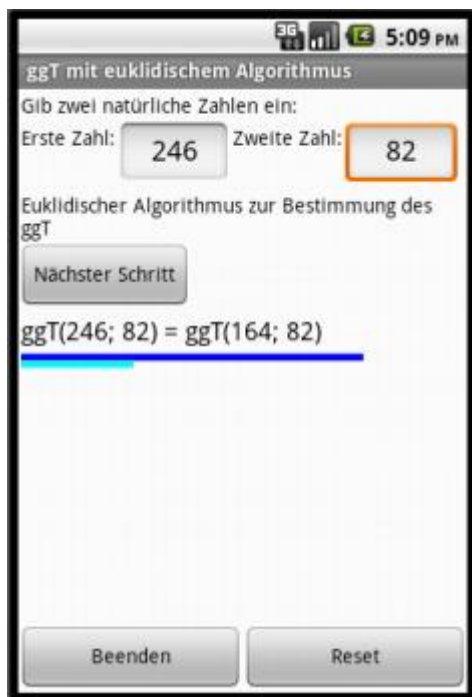 3G 5:09 PM
ggT mit euklidischem Algorithmus
Gib zwei natürliche Zahlen ein:
Erste Zahl: 246 Zweite Zahl: 82
Euklidischer Algorithmus zur Bestimmung des
ggT
Nächster Schritt
ggT(246; 82) = ggT(164; 82)
Beenden Reset